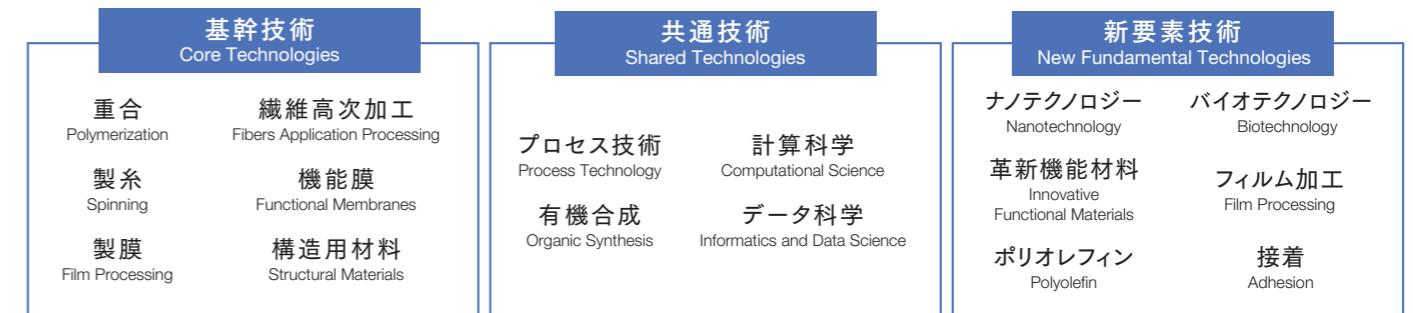 基幹技術
Core Technologies
重合
Polymerization
繊維高次加工
Fibers Application Processing
製糸
Spinning
機能膜
Functional Membranes
製膜
Film Processing
構造用材料
Structural Materials
共通技術
Shared Technologies
プロセス技術
Process Technology
計算科学
Computational Science
有機合成
Organic Synthesis
データ科学
Informatics and Data Science
新要素技術
New Fundamental Technologies
ナノテクノロジー
Nanotechnology
バイオテクノロジー
Biotechnology
革新機能材料
Innovative
Functional Materials
フィルム加工
Film Processing
ポリオレフィン
Polyolefin
接着
Adhesion